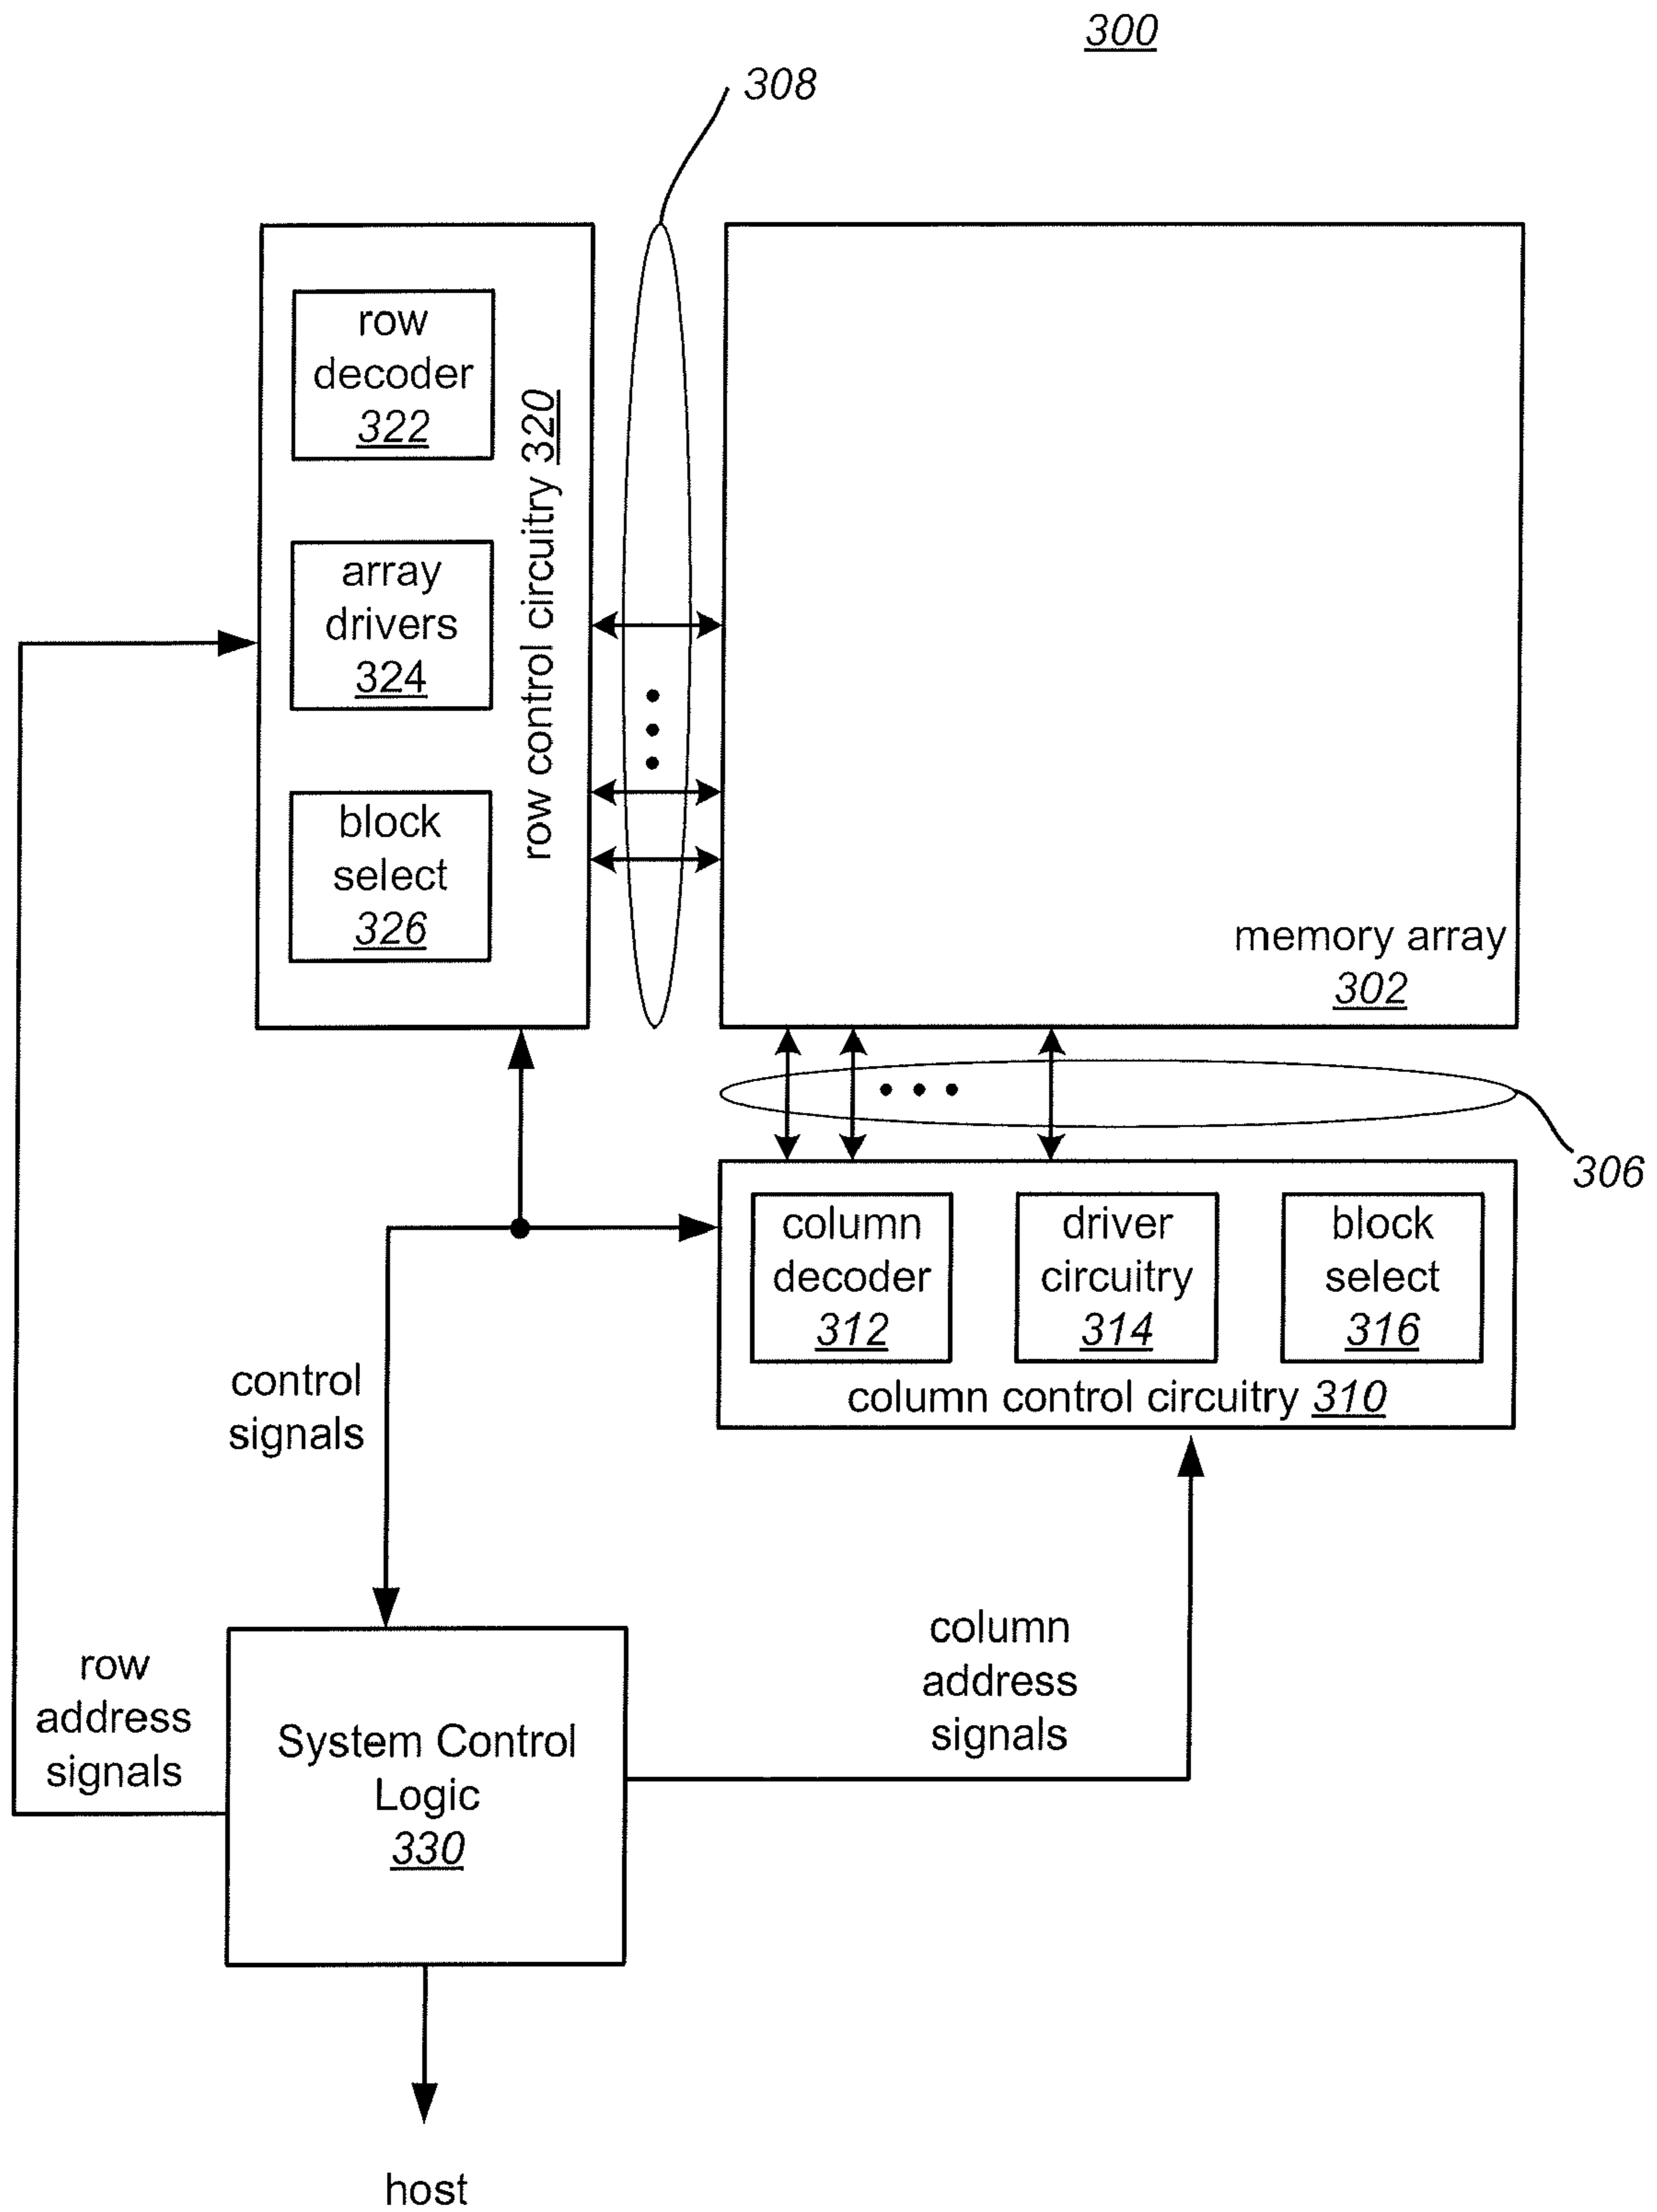 300
308
row
decoder
322
array
drivers
324
block
select
326
row control circuitry 320
memory array
302
306
column
decoder
312
driver
circuitry
314
block
select
316
column control circuitry 310
control
signals
row
address
signals
System Control
Logic
330
column
address
signals
host